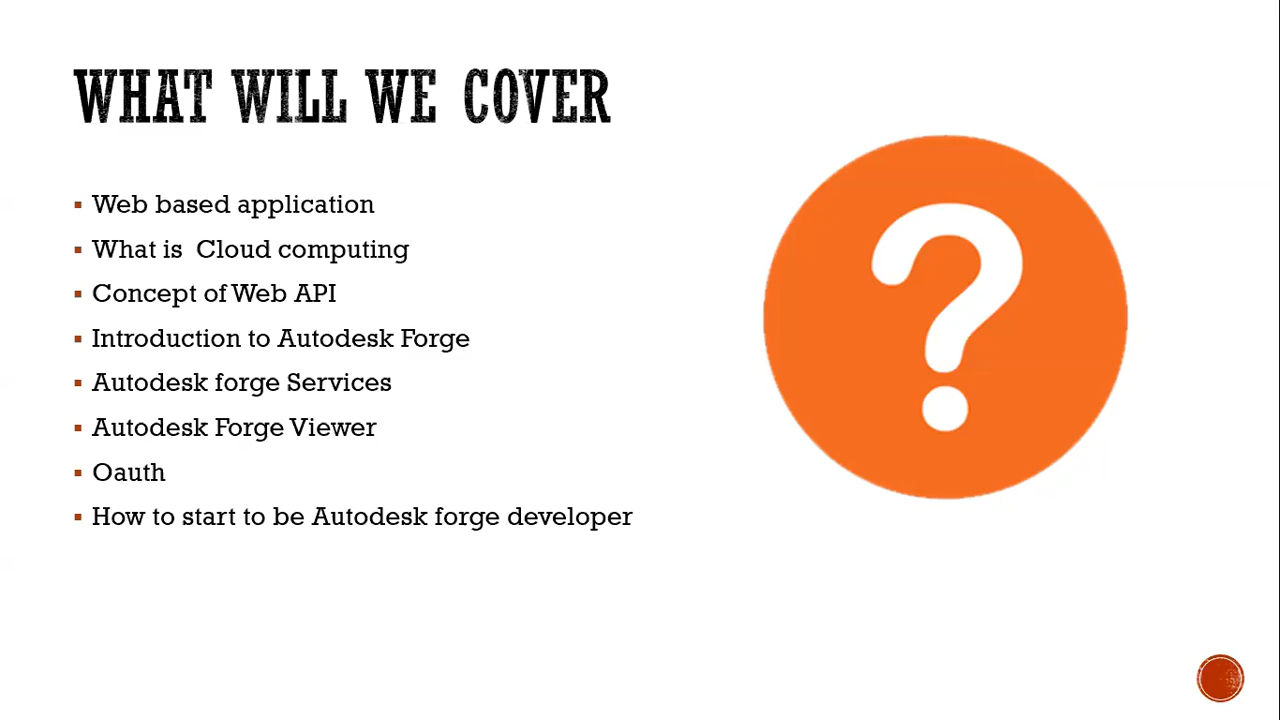 WHAT WILL WE COVER
Web based application
What is  Cloud computing
Concept of Web API
Introduction to Autodesk Forge
Autodesk forge Services
Autodesk Forge Viewer
Oauth
How to start to be Autodesk forge developer
?